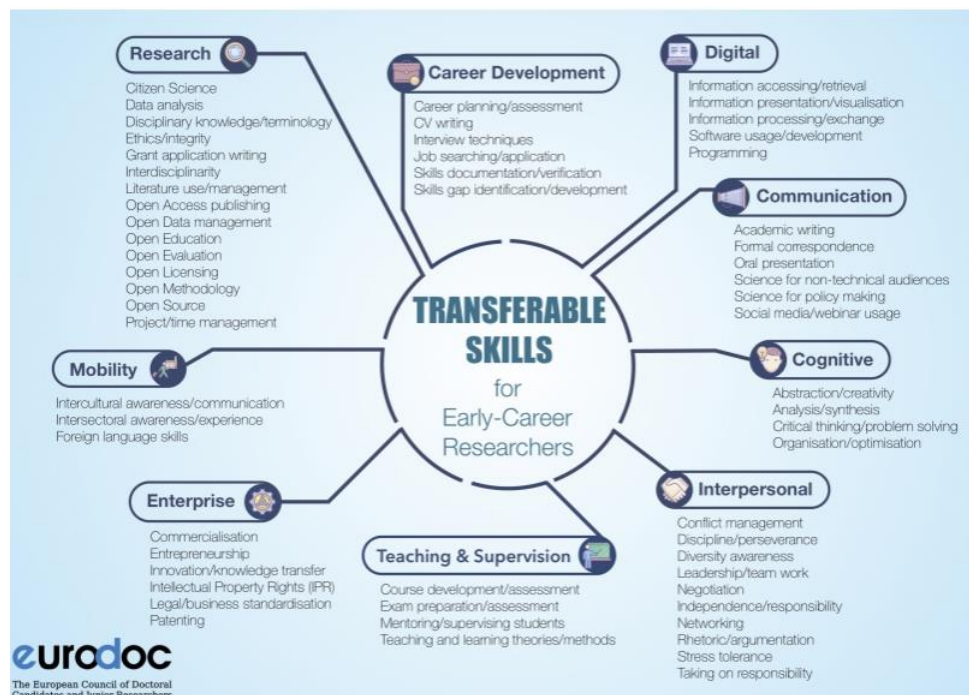 Research
Citizen Science
Data analysis
Disciplinary knowledge/terminology
Ethics/integrity
Grant application writing
Interdisciplinarity
Literature use/management
Open Access publishing
Open Data management
Open Education
Open Evaluation
Open Licensing
Open Methodology
Open Source
Project/time management
Career Development
Career planning/assessment
CV writing
Interview techniques
Job searching/application
Skills documentation/verification
Skills gap identification/development
Digital
Information accessing/retrieval
Information presentation/visualisation
Information processing/exchange
Software usage/development
Programming
Communication
Academic writing
Formal correspondence
Oral presentation
Science for non-technical audiences
Science for policy making
Social media/webinar usage
TRANSFERABLE
SKILLS
for
Early-Career
Researchers
Mobility
Intercultural awareness/communication
Intersectoral awareness/experience
Foreign language skills
Cognitive
Abstraction/creativity
Analysis/synthesis
Critical thinking/problem solving
Organisation/optimisation
Enterprise
Commercialisation
Entrepreneurship
Innovation/knowledge transfer
Intellectual Property Rights (IPR)
Legal/business standardisation
Patenting
Teaching & Supervision
Course development/assessment
Exam preparation/assessment
Mentoring/supervising students
Teaching and learning theories/methods
Interpersonal
Conflict management
Discipline/perseverance
Diversity awareness
Leadership/team work
Negotiation
Independence/responsibility
Networking
Rhetoric/argumentation
Stress tolerance
Taking on responsibility
eurodoc
The European Council of Doctoral
Candidates and Junior Researchers